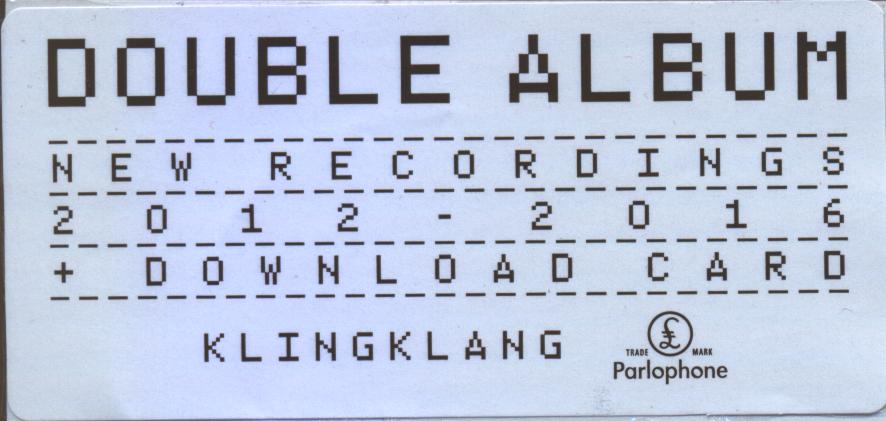 DOUBLE ALBUM
NEW RECORDINGS
2012-2016
+ DOWNLOAD CARD
KLINGKLANG
£
TRADE MARK
Parlophone